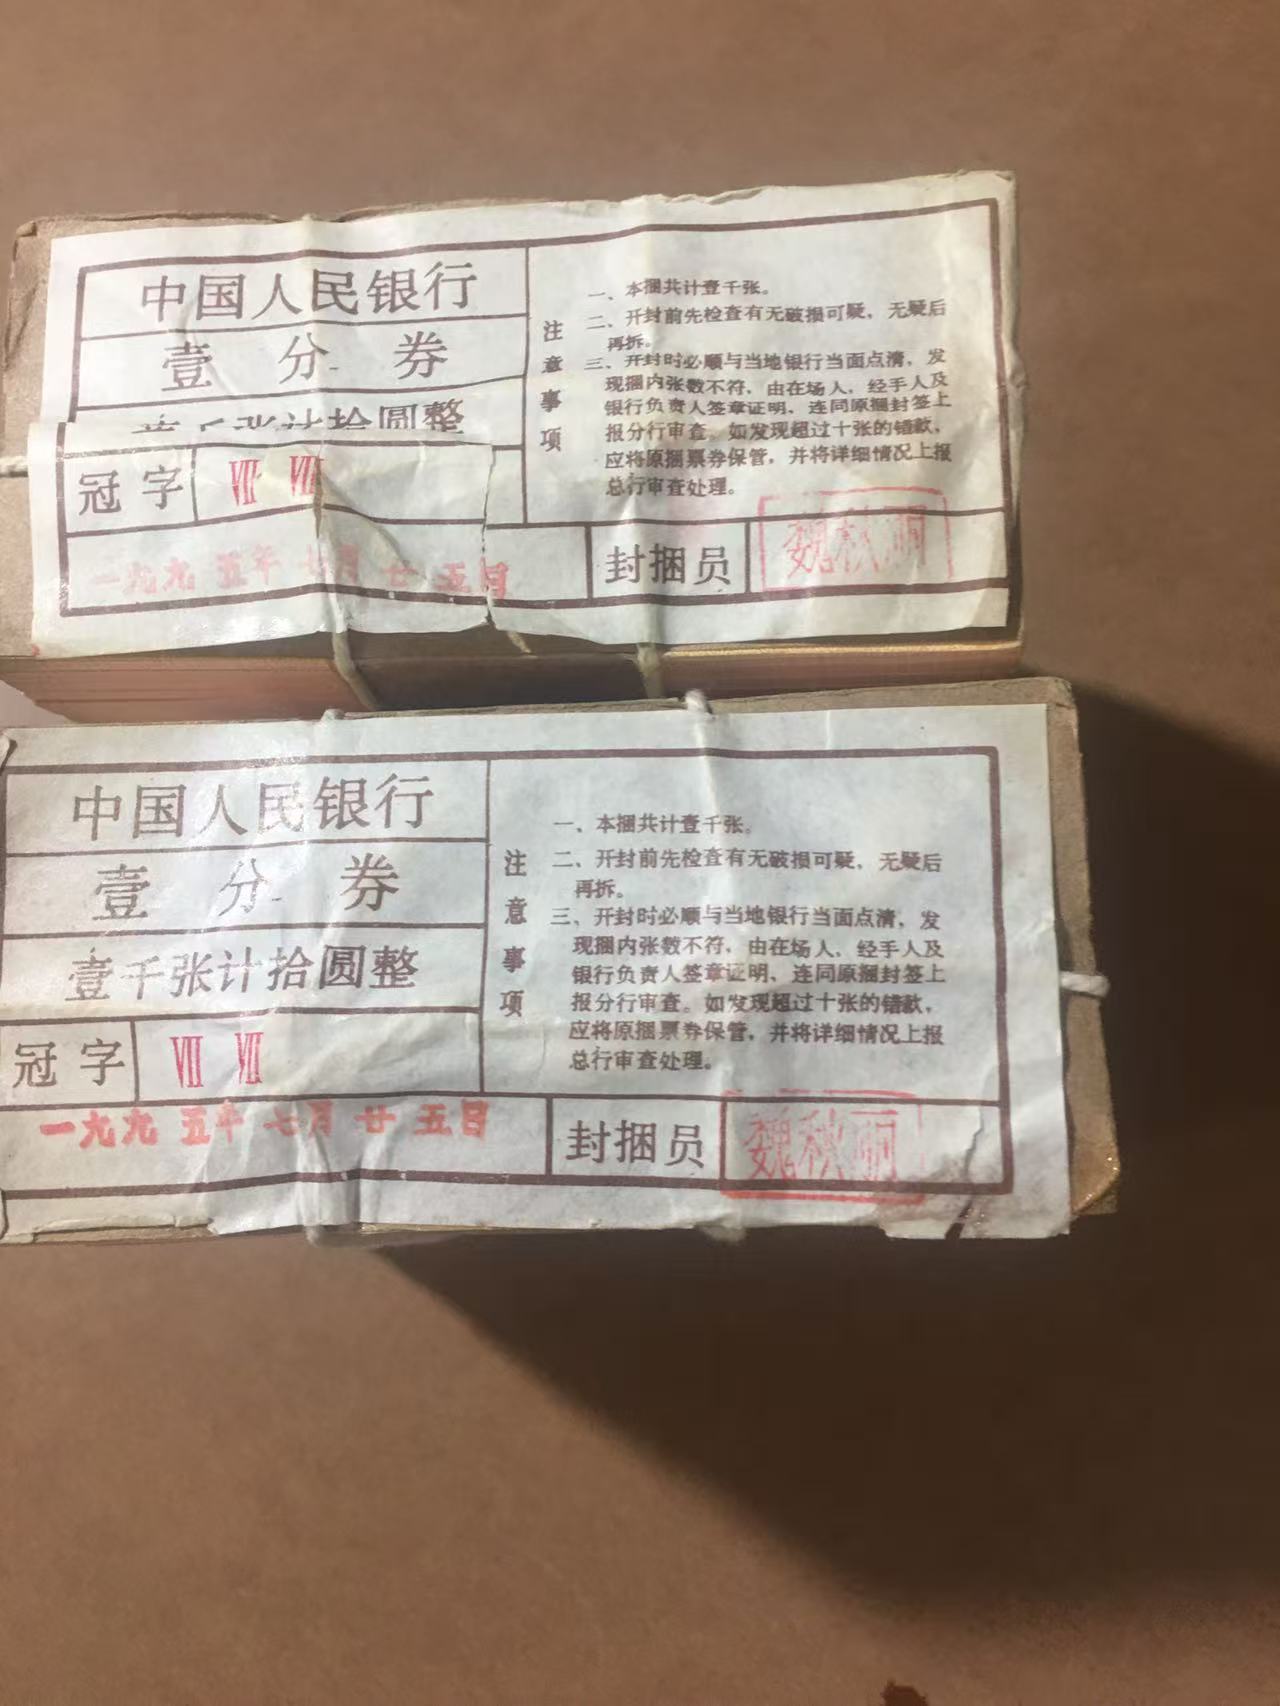 中国人民银行
壹 分 券
壹千张计拾圆整
冠字 Ⅶ Ⅶ
一九九五年七月廿五日
注意事项
一、本捆共计壹千张。
二、开封前先检查有无破损可疑，无疑后
再拆。
三、开封时必顺与当地银行当面点清，发
现捆内张数不符，由在场人，经手人及
银行负责人签章证明，连同原捆封签上
报分行审查。如发现超过十张的错款，
应将原捆票券保管，并将详细情况上报
总行审查处理。
封捆员 魏秋丽
中国人民银行
壹 分 券
壹千张计拾圆整
冠字 Ⅷ Ⅶ
一九九五年七月廿五日
注意事项
一、本捆共计壹千张。
二、开封前先检查有无破损可疑，无疑后
再拆。
三、开封时必顺与当地银行当面点清，发
现捆内张数不符，由在场人，经手人及
银行负责人签章证明，连同原捆封签上
报分行审查。如发现超过十张的错款，
应将原捆票券保管，并将详细情况上报
总行审查处理。
封捆员 魏秋丽